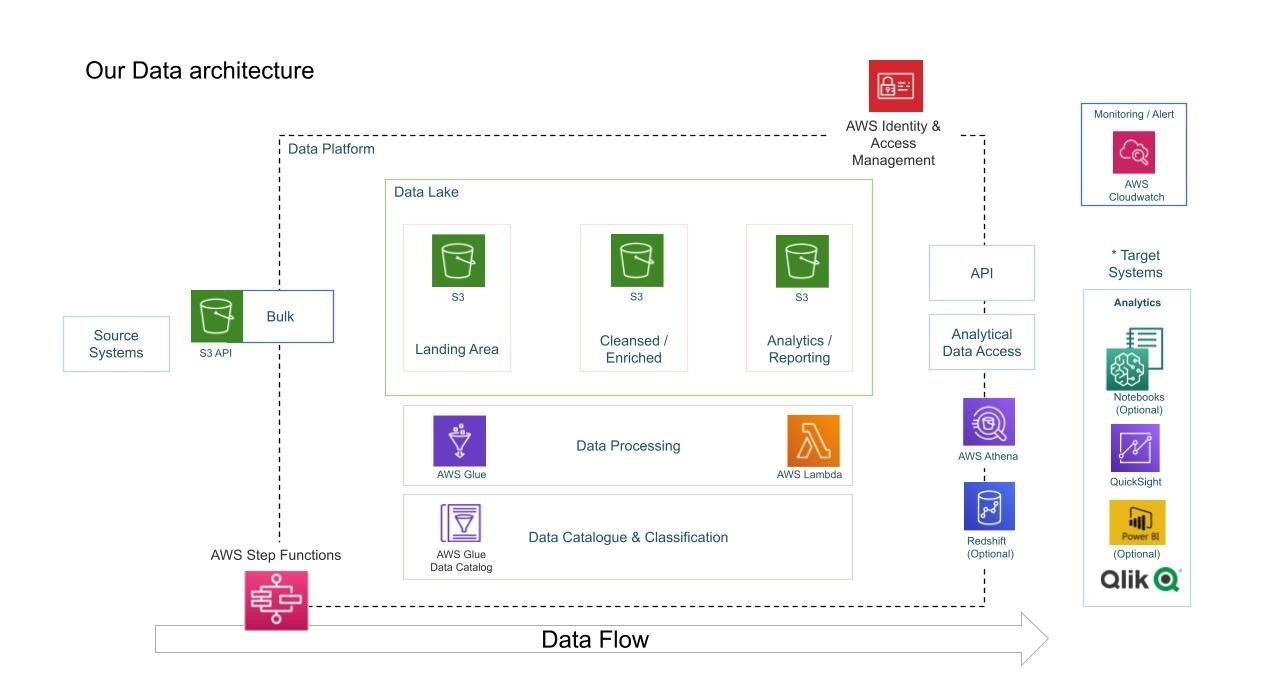 Our Data architecture
AWS Identity &
Access
Management
Monitoring / Alert
AWS
Cloudwatch
Data Platform
Data Lake
S3
Landing Area
S3
Cleansed /
Enriched
S3
Analytics /
Reporting
Source
Systems
S3 API
Bulk
API
Analytical
Data Access
AWS Athena
Redshift
(Optional)
* Target
Systems
Analytics
Notebooks
(Optional)
QuickSight
Power BI
(Optional)
Qlik
AWS Glue
Data Processing
AWS Lambda
AWS Glue
Data Catalog
Data Catalogue & Classification
AWS Step Functions
Data Flow